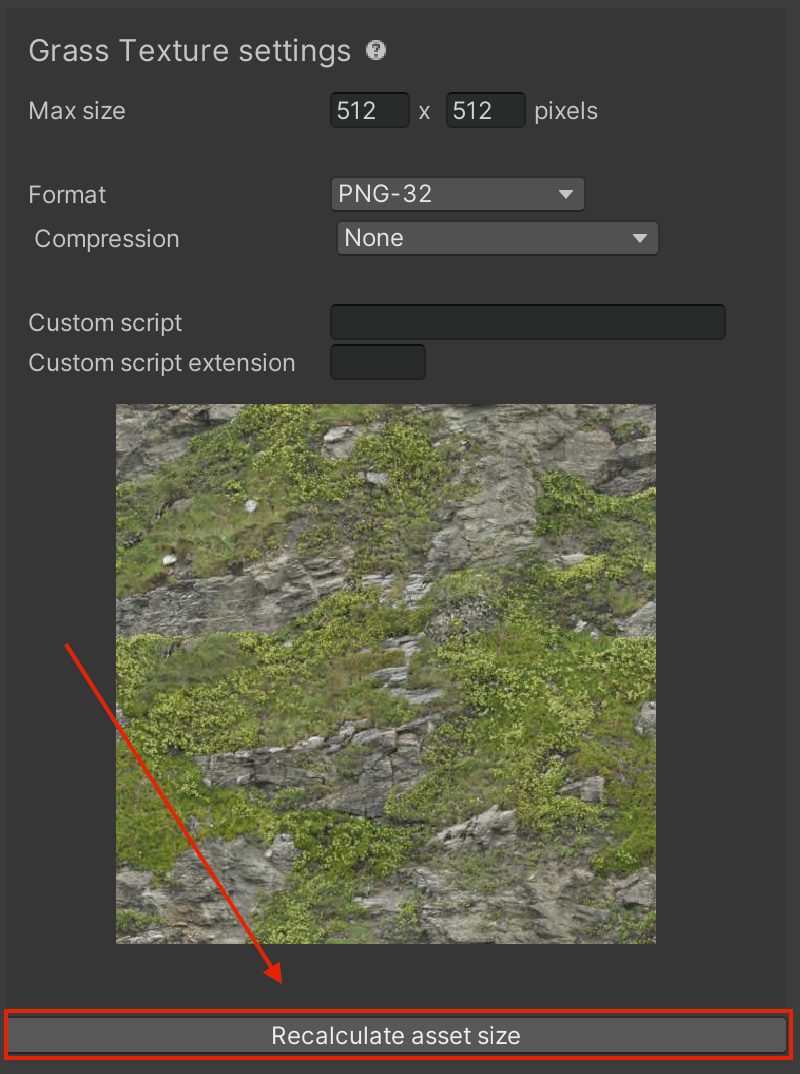 Grass Texture settings ?
Max size 512 x 512 pixels
Format PNG-32
Compression None
Custom script
Custom script extension
Recalculate asset size